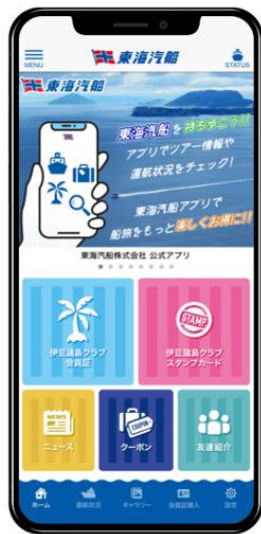 MENU
東海汽船
STATUS
東海汽船
東海汽船を持ち歩こう!!
アプリでツアー情報や
運航状況をチェック!
東海汽船アプリで
船旅をもっと楽しくお得に!!
東海汽船株式会社 公式アプリ
伊豆諸島クラブ
会員証
STAMP
伊豆諸島クラブ
スタンプカード
NEWS
ニュース
COUPON
クーポン
友達紹介
ホーム
運航状況
ギャラリー
会員証購入
設定